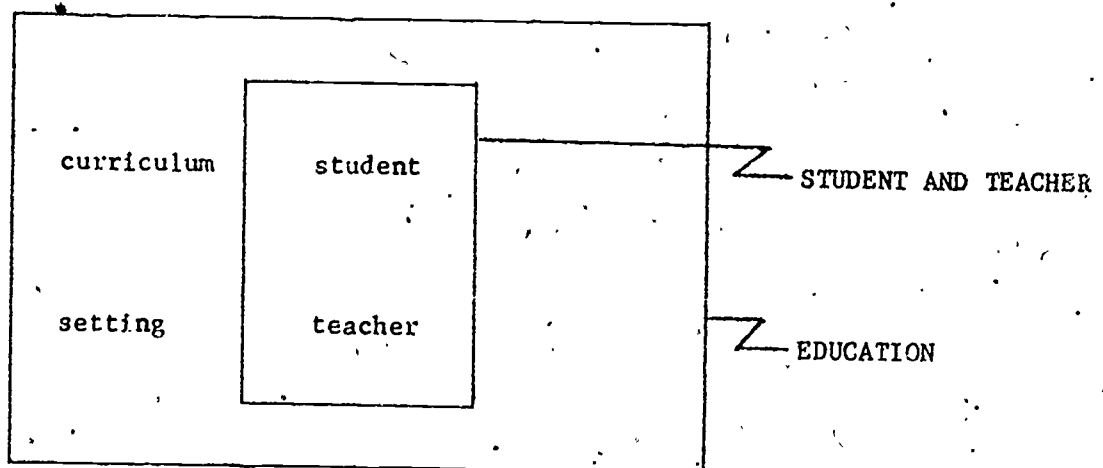 curriculum student
STUDENT AND TEACHER
setting teacher
EDUCATION